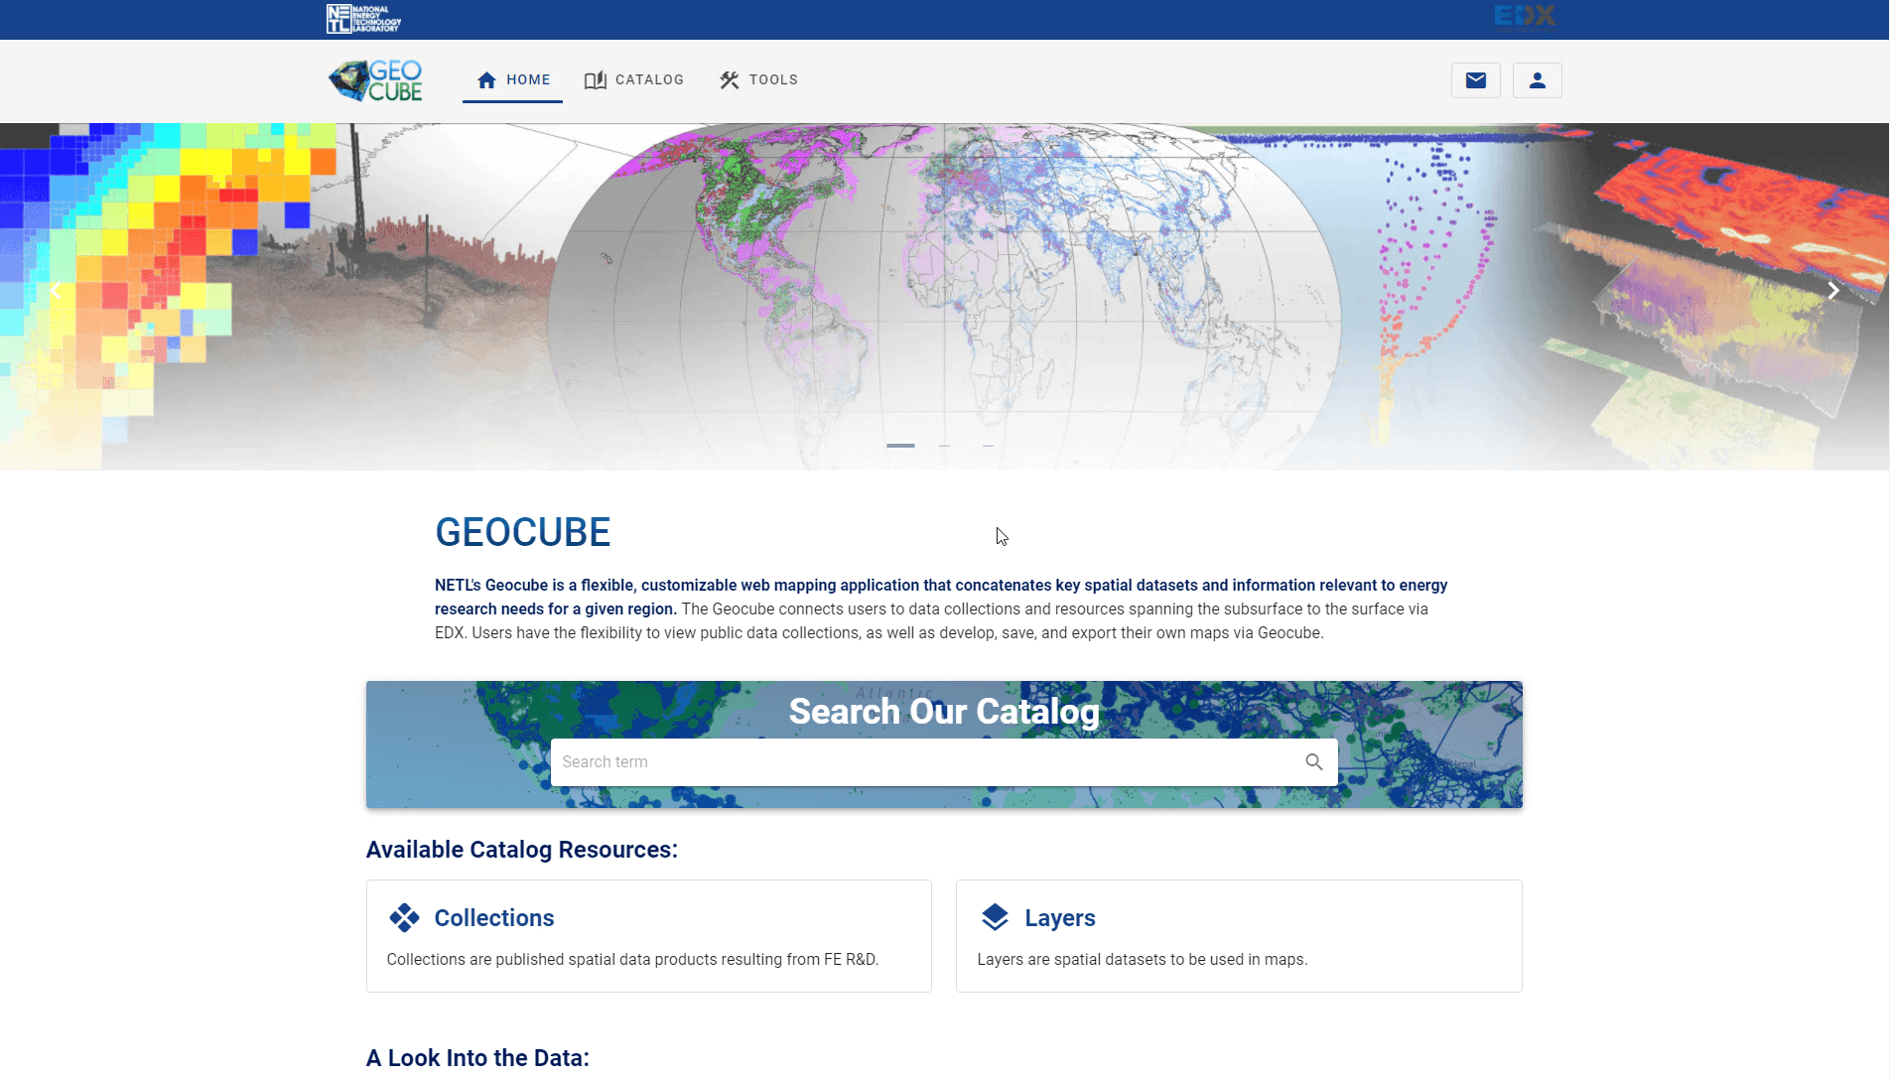 NATIONAL
ENERGY
TECHNOLOGY
LABORATORY
NETL
EDX
GEO
CUBE
HOME
CATALOG
TOOLS
GEOCUBE
NETL's Geocube is a flexible, customizable web mapping application that concatenates key spatial datasets and information relevant to energy
research needs for a given region. The Geocube connects users to data collections and resources spanning the subsurface to the surface via
EDX. Users have the flexibility to view public data collections, as well as develop, save, and export their own maps via Geocube.
Atlantic
Search Our Catalog
Search term
Nepal
Available Catalog Resources:
Collections
Collections are published spatial data products resulting from FE R&D.
Layers
Layers are spatial datasets to be used in maps.
A Look Into the Data: